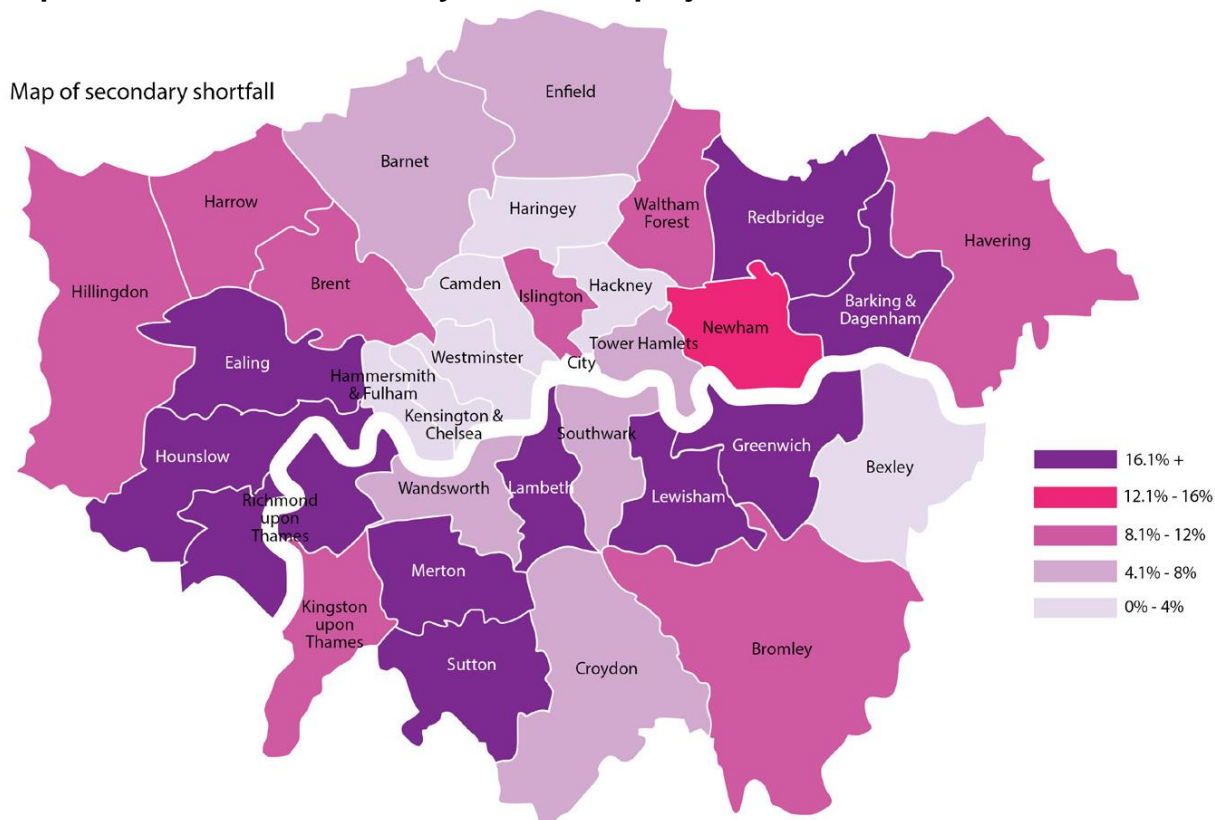 Map of secondary shortfall
Enfield
Barnet
Haringey
Waltham
Forest
Redbridge
Harrow
Havering
Hillingdon
Brent
Camden
Islington
Hackney
Barking &
Dagenham
Newham
Tower Hamlets
Westminster
City
Ealing
Hammersmith
& Fulham
Kensington &
Chelsea
Southwark
Greenwich
Hounslow
Bexley
Wandsworth
Lambeth
Lewisham
Richmond
upon
Thames
Merton
Kingston
upon
Thames
Sutton
Croydon
Bromley
16.1% +
12.1% - 16%
8.1% - 12%
4.1% - 8%
0% - 4%